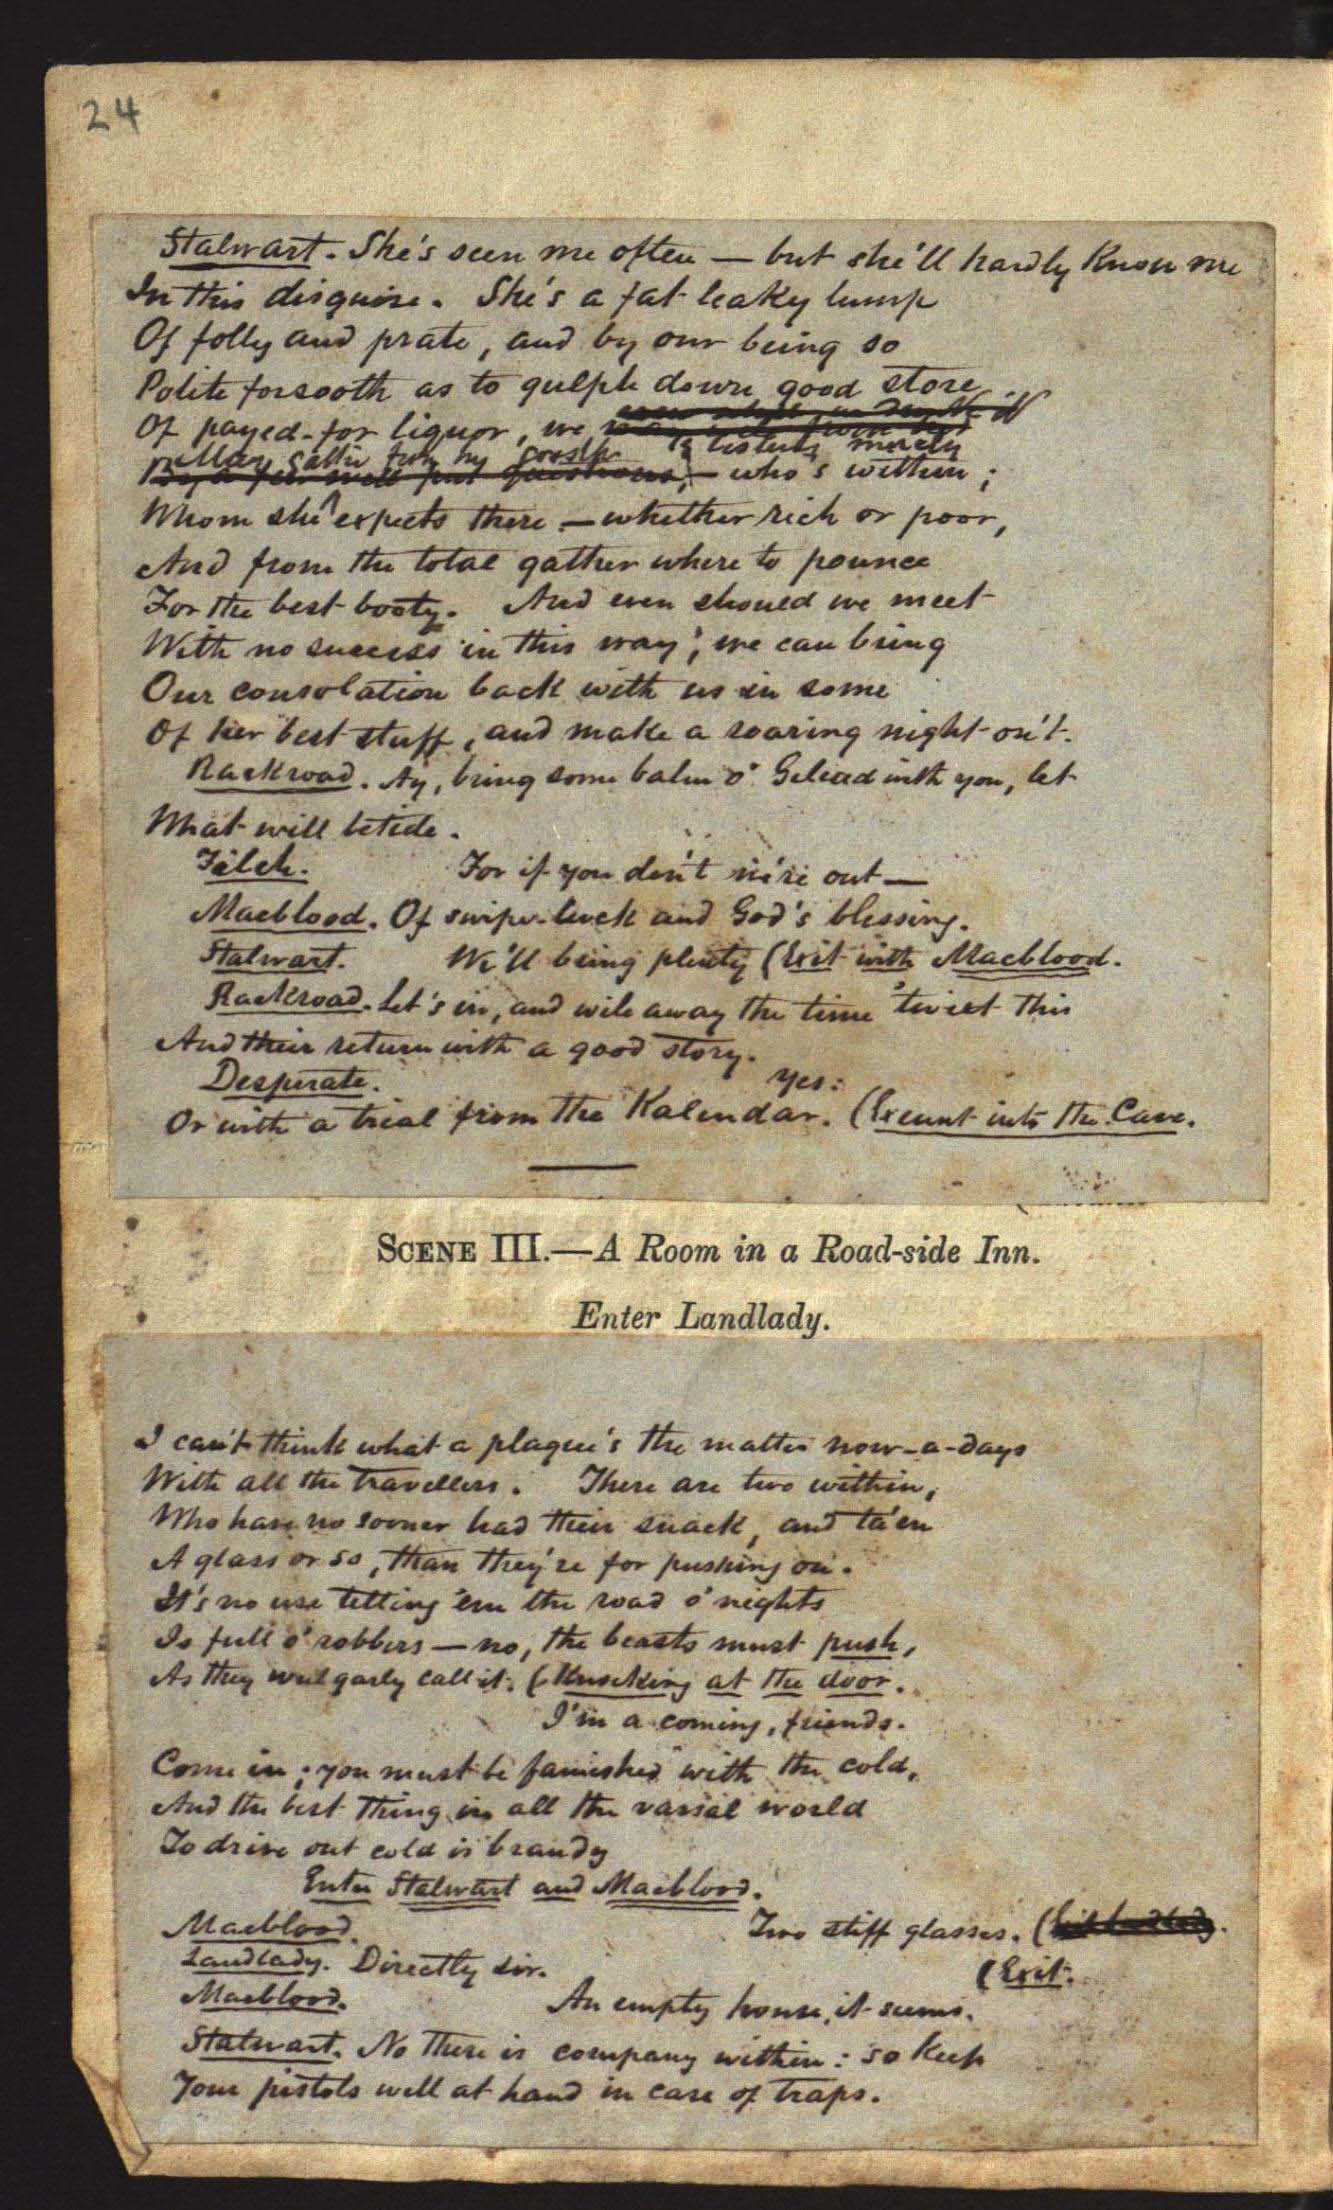 24
Stalwart. She's seen me often — but she'll hardly know me
In this disguise. She's a fat leaky lump
Of folly and prate, and by our being so
Polite forsooth as to gulph down good store
Of payed-for liquor, we
May gather from by gossip listening merely
who's within;
Whom she expects there — whether rich or poor,
And from the total gather where to pounce
For the best booty. And even should we meet
With no success in this way, we can bring
Our consolation back with us in some
Of her best stuff, and make a roaring night on't.
Rackroad. Ay, bring some balm o' Gilead with you, let
What will betide.
Filch. For if you don't we're out —
Macblood. Of swipe-luck and God's blessing.
Stalwart. We'll bring plenty (Exit with Macblood.
Rackroad. Let's in, and wile away the time 'twixt this
And their return with a good story.
Desperate. Yes:
Or with a trial from the Kalendar. (Exeunt into the Cave.
SCENE III.—A Room in a Road-side Inn.
Enter Landlady.
I can't think what a plague's the matter now-a-days
With all the travellers. There are two within,
Who have no sooner had their snack, and ta'en
A glass or so, than they're for pushing on.
It's no use telling 'em the road o' nights
Is full o' robbers — no, the beasts must push,
As they wulgarly call it. (Knocking at the door.
I'm a coming, friends.
Come in; you must be famished with the cold,
And the best thing in all the varsal world
To drive out cold is brandy
Enter Stalwart and Macblood.
Macblood. Two stiff glasses. (
Landlady. Directly sir. (Exit.
Macblood. An empty house, it seems.
Stalwart. No there is company within: so keep
Your pistols well at hand in case of traps.